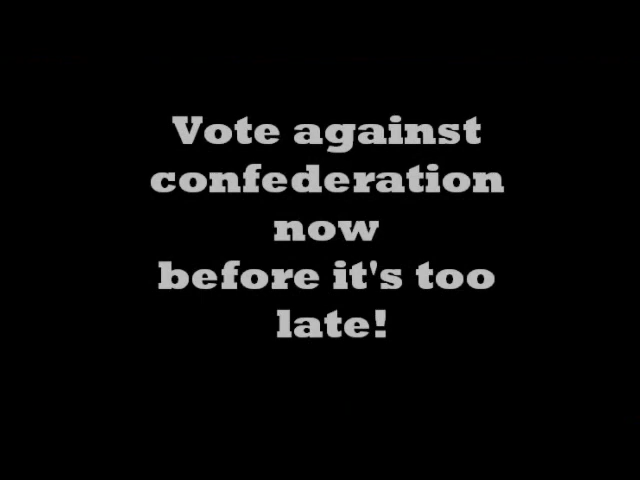 Vote against
confederation
now
before it's too
late!